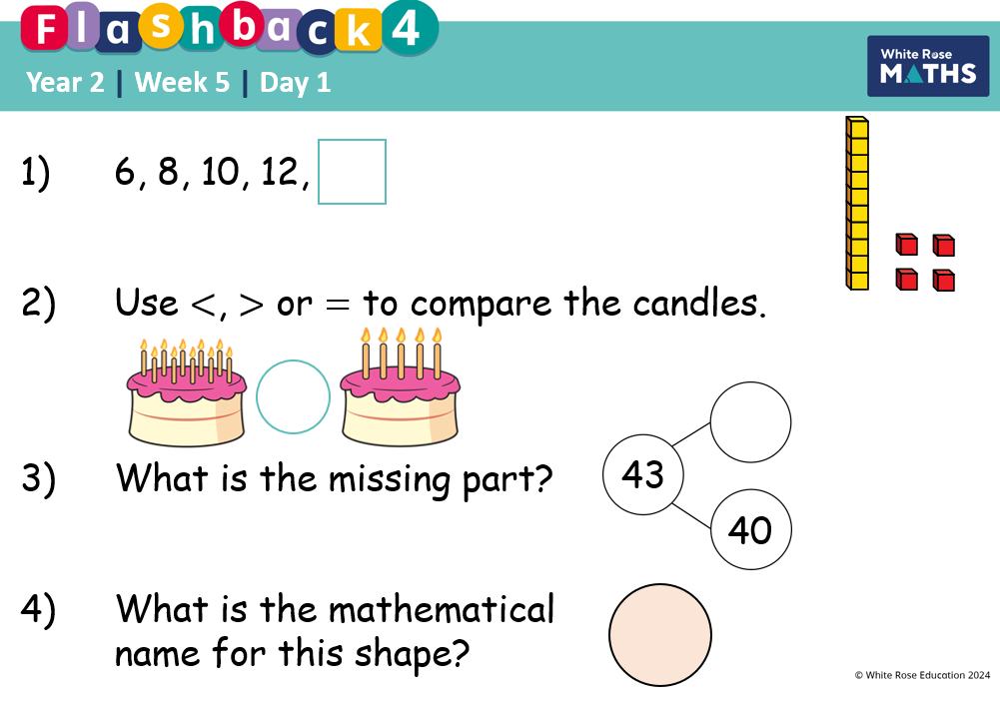 Flashback 4
Year 2 | Week 5 | Day 1
White Rose
MATHS
1) 6, 8, 10, 12,
2) Use <, > or = to compare the candles.
3) What is the missing part?
43
40
4) What is the mathematical
name for this shape?
© White Rose Education 2024